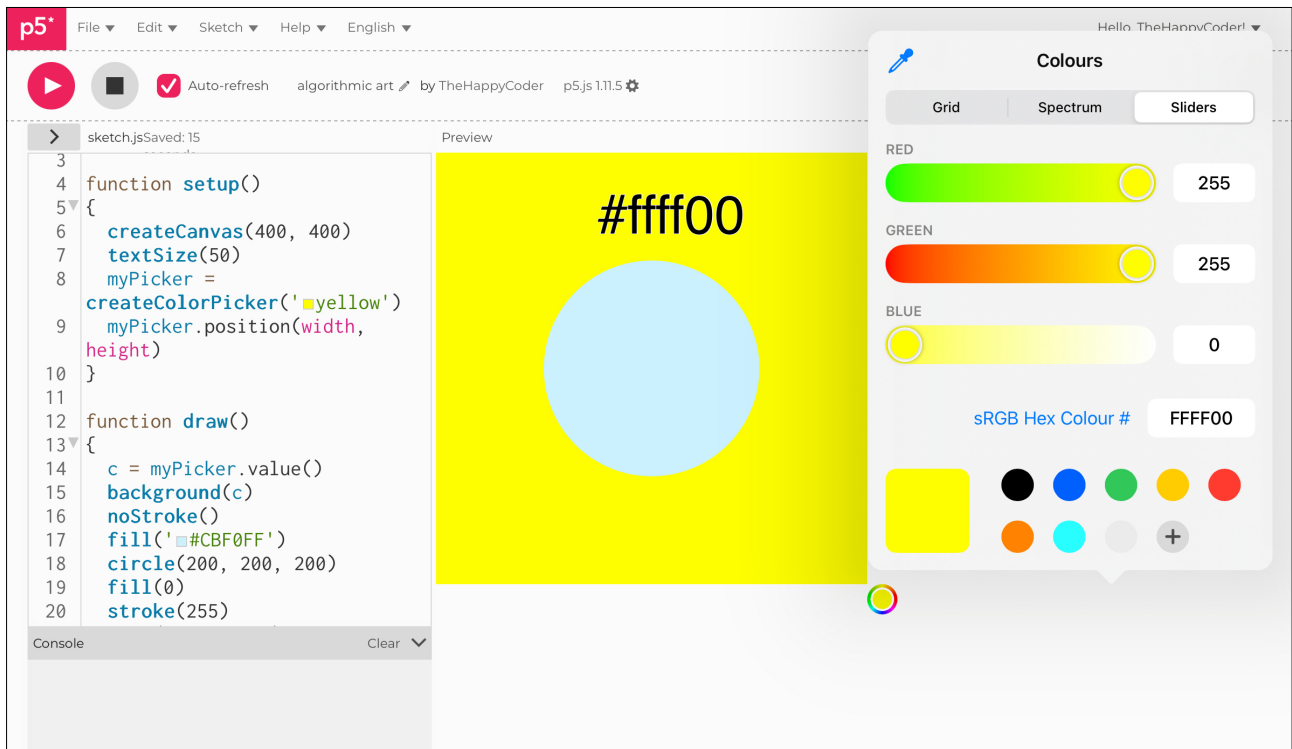 p5* File Edit Sketch Help English Hello, TheHappyCoder!
Auto-refresh algorithmic art by TheHappyCoder p5.js 1.11.5
sketch.js Saved: 15
seconds
Preview
3
4 function setup()
5 {
6 createCanvas(400, 400)
7 textSize(50)
8 myPicker =
createColorPicker('yellow')
9 myPicker.position(width,
height)
10 }
11
12 function draw()
13 {
14 c = myPicker.value()
15 background(c)
16 noStroke()
17 fill('#CBF0FF')
18 circle(200, 200, 200)
19 fill(0)
20 stroke(255)
Console Clear
#ffff00
Colours
Grid Spectrum Sliders
RED
255
GREEN
255
BLUE
0
sRGB Hex Colour # FFFF00